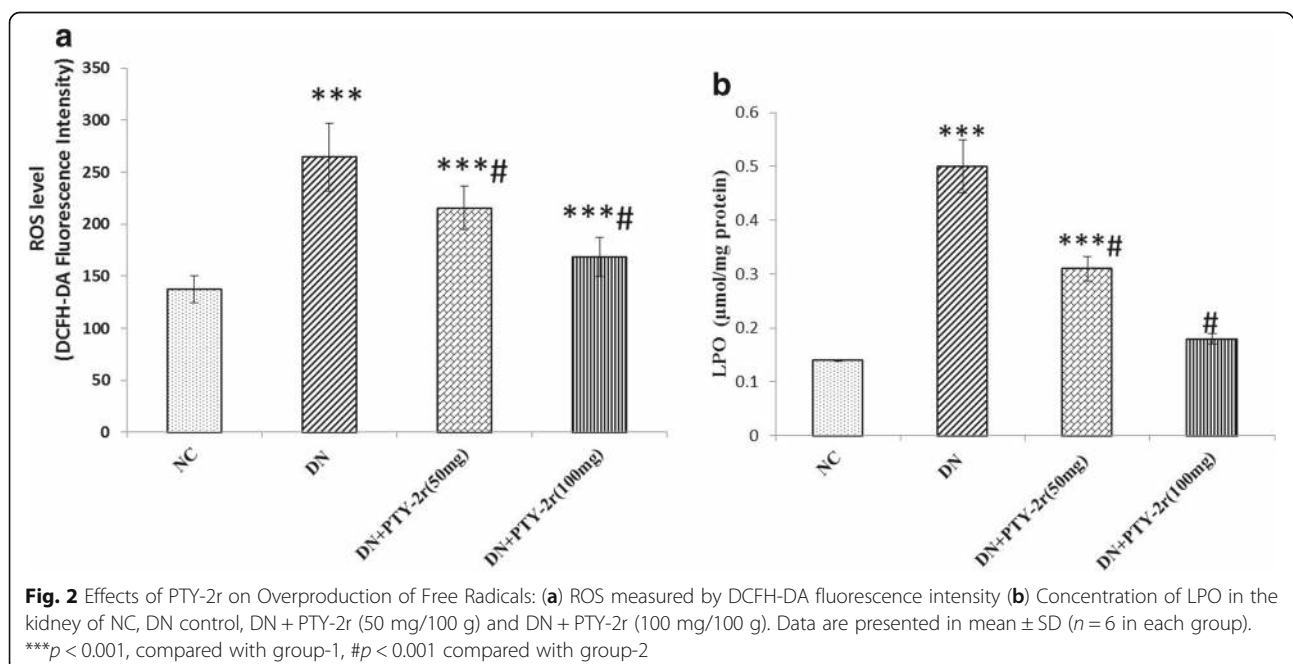 a
350
300
250
200
150
100
50
0
ROS level
(DCFH-DA Fluorescence Intensity)
***
***#
***#
NC
DN
DN+PTY-2r(50mg)
DN+PTY-2r(100mg)
b
0.6
0.5
0.4
0.3
0.2
0.1
0
LPO (µmol/mg protein)
***
***#
#
NC
DN
DN+PTY-2r(50mg)
DN+PTY-2r(100mg)
Fig. 2 Effects of PTY-2r on Overproduction of Free Radicals: (a) ROS measured by DCFH-DA fluorescence intensity (b) Concentration of LPO in the
kidney of NC, DN control, DN + PTY-2r (50 mg/100 g) and DN + PTY-2r (100 mg/100 g). Data are presented in mean ± SD (n = 6 in each group).
***p < 0.001, compared with group-1, #p < 0.001 compared with group-2